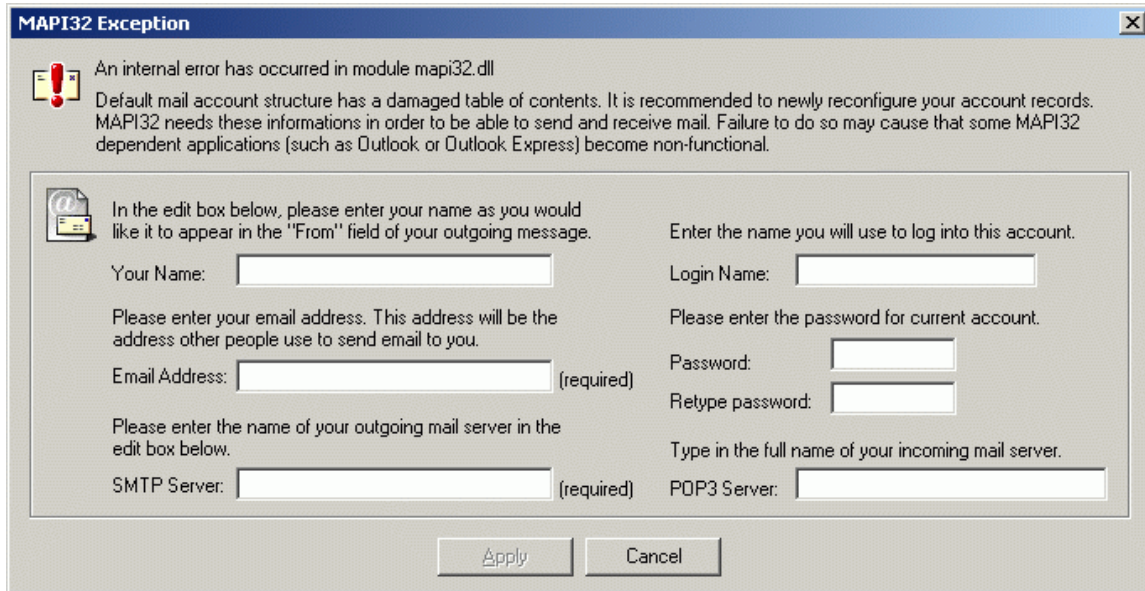 MAPI32 Exception
An internal error has occurred in module mapi32.dll
Default mail account structure has a damaged table of contents. It is recommended to newly reconfigure your account records.
MAPI32 needs these informations in order to be able to send and receive mail. Failure to do so may cause that some MAPI32
dependent applications (such as Outlook or Outlook Express) become non-functional.
In the edit box below, please enter your name as you would
like it to appear in the "From" field of your outgoing message.
Your Name:
Please enter your email address. This address will be the
address other people use to send email to you.
Email Address: (required)
Please enter the name of your outgoing mail server in the
edit box below.
SMTP Server: (required)
Enter the name you will use to log into this account.
Login Name:
Please enter the password for current account.
Password:
Retype password:
Type in the full name of your incoming mail server.
POP3 Server:
Apply
Cancel